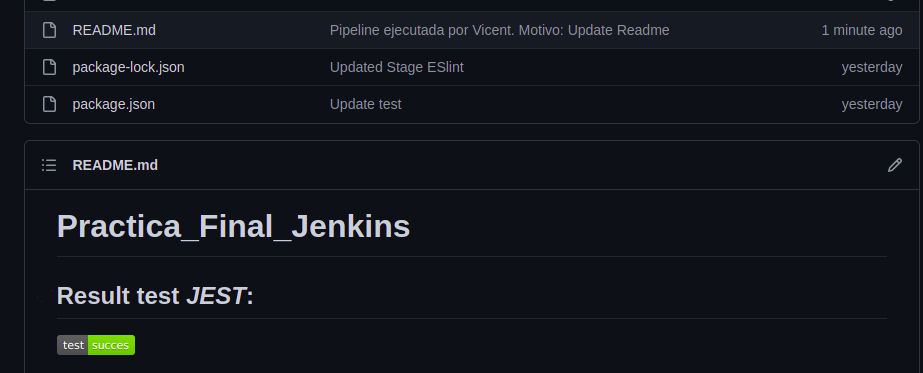 README.md Pipeline ejecutada por Vicent. Motivo: Update Readme 1 minute ago
package-lock.json Updated Stage ESlint yesterday
package.json Update test yesterday
README.md
Practica_Final_Jenkins
Result test JEST:
test succes